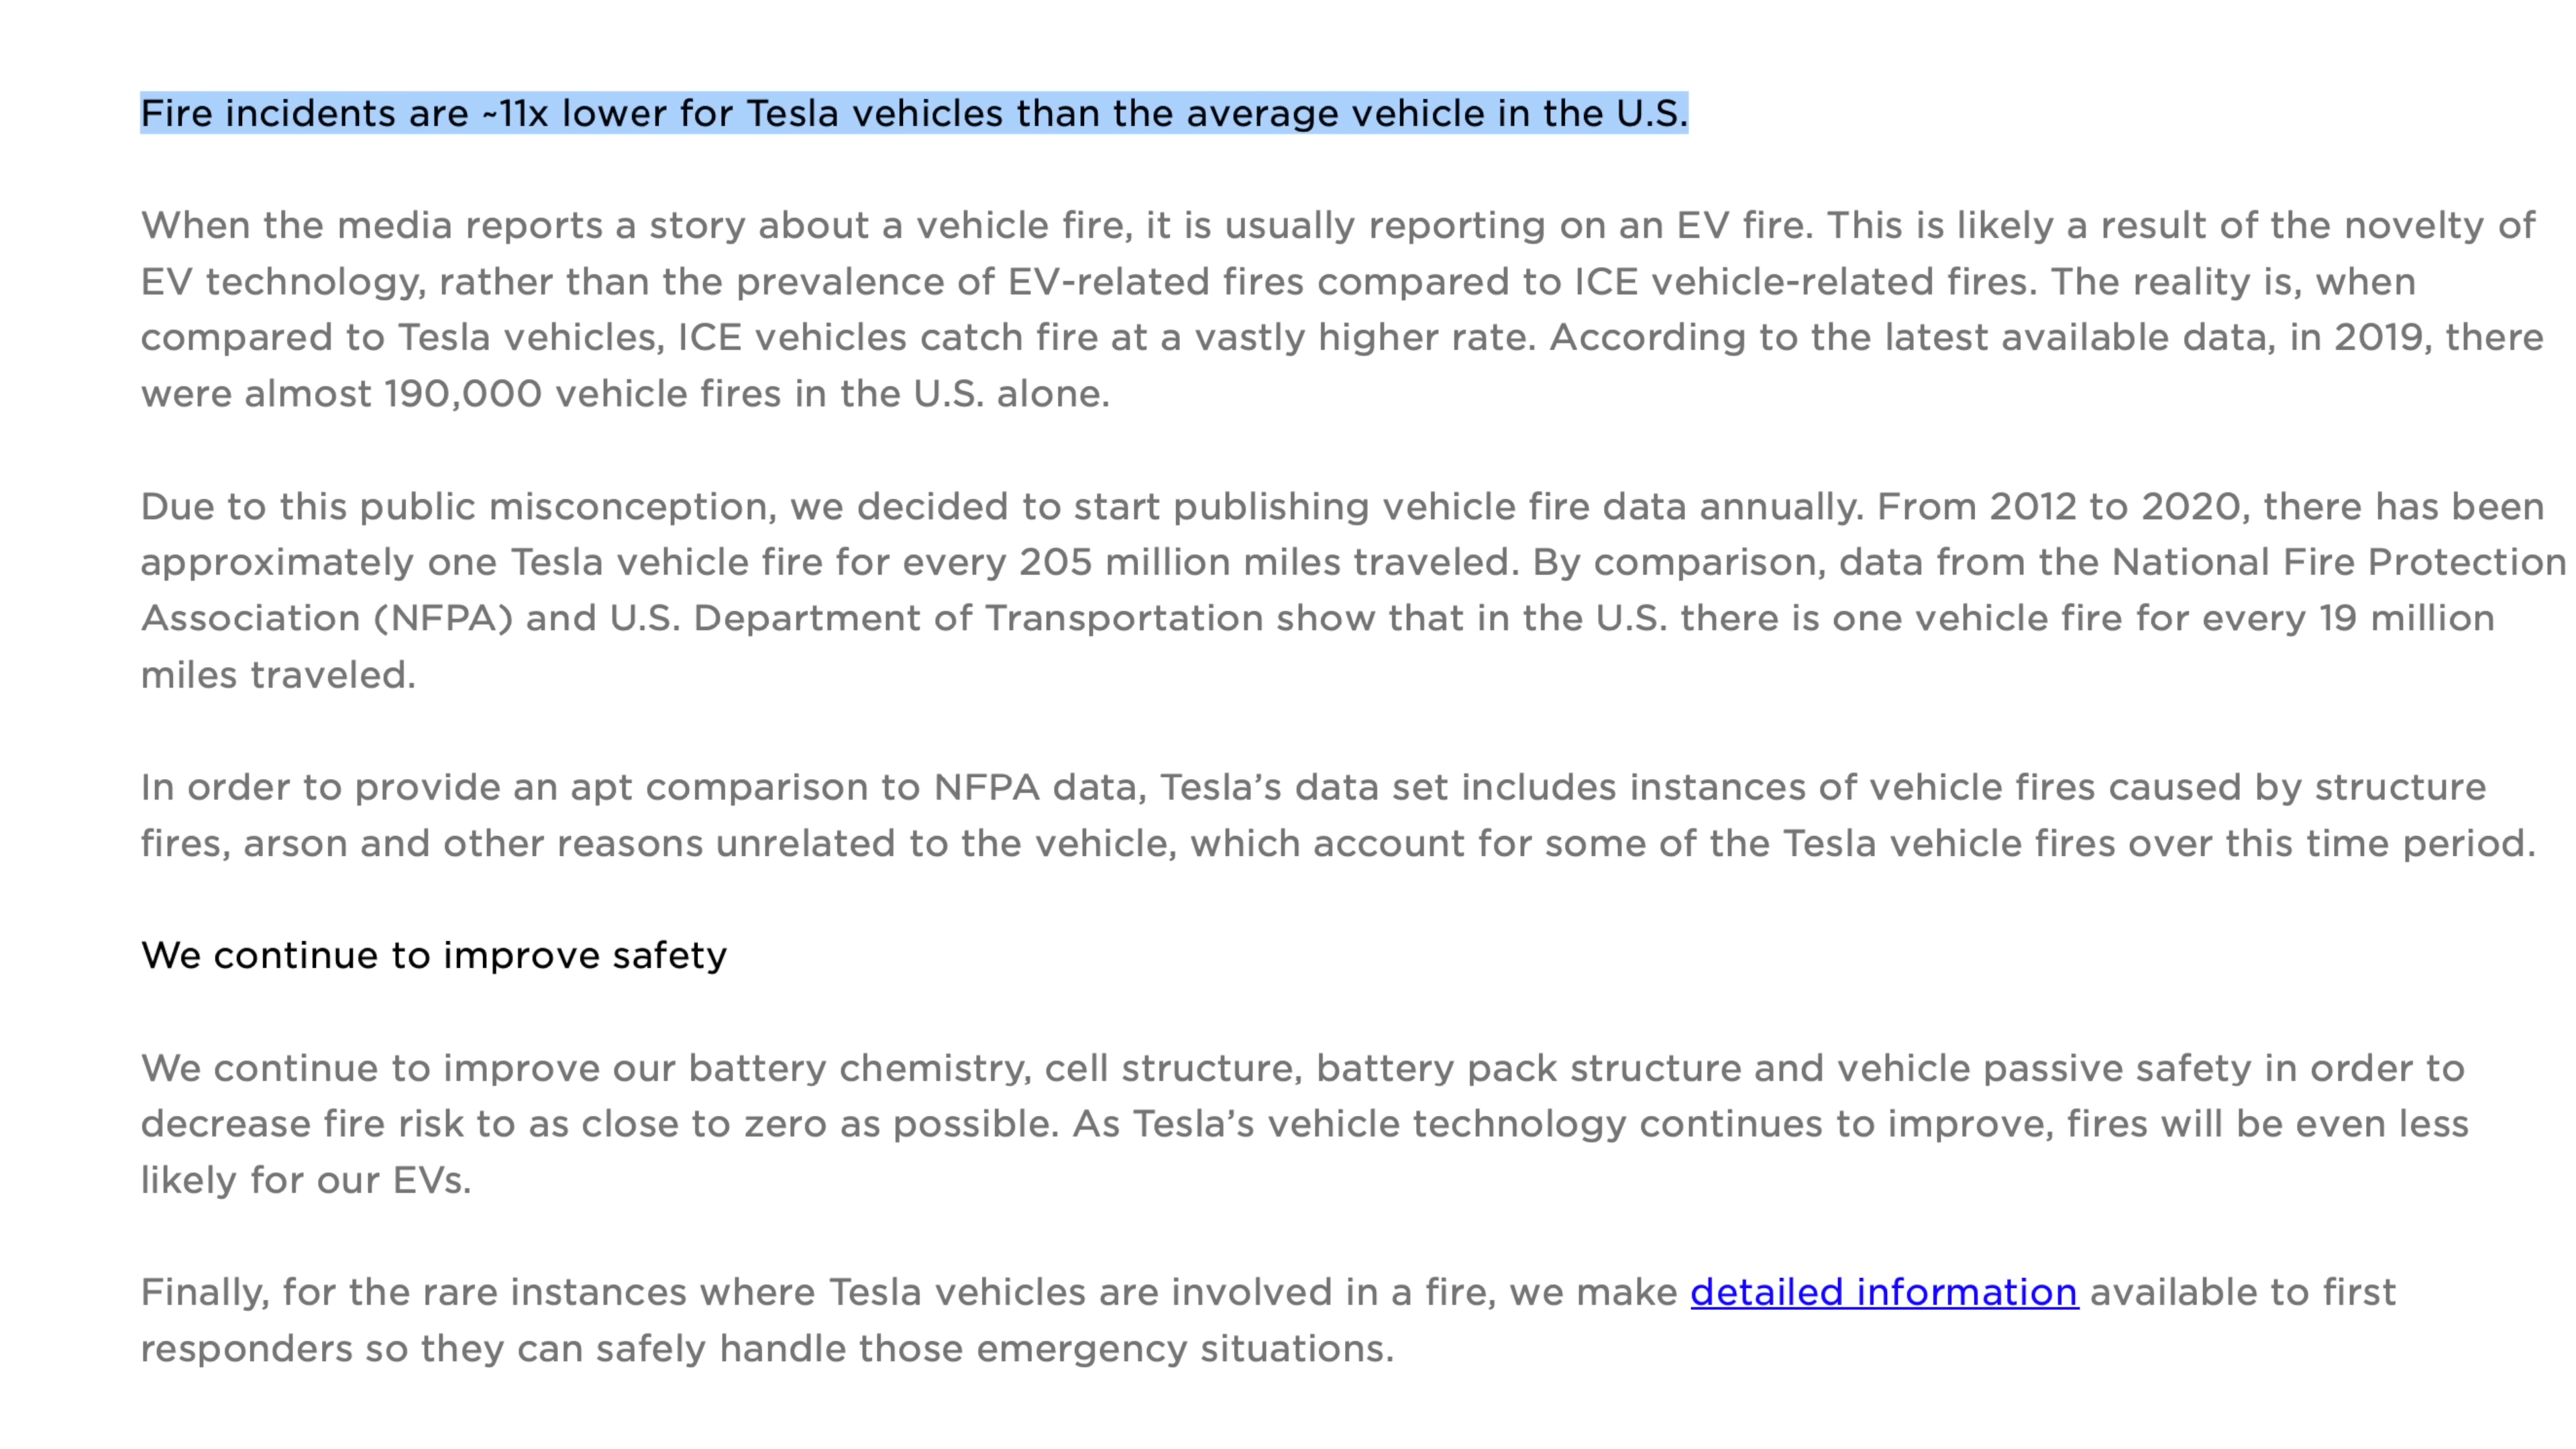 Fire incidents are ~11x lower for Tesla vehicles than the average vehicle in the U.S.
When the media reports a story about a vehicle fire, it is usually reporting on an EV fire. This is likely a result of the novelty of
EV technology, rather than the prevalence of EV-related fires compared to ICE vehicle-related fires. The reality is, when
compared to Tesla vehicles, ICE vehicles catch fire at a vastly higher rate. According to the latest available data, in 2019, there
were almost 190,000 vehicle fires in the U.S. alone.
Due to this public misconception, we decided to start publishing vehicle fire data annually. From 2012 to 2020, there has been
approximately one Tesla vehicle fire for every 205 million miles traveled. By comparison, data from the National Fire Protection
Association (NFPA) and U.S. Department of Transportation show that in the U.S. there is one vehicle fire for every 19 million
miles traveled.
In order to provide an apt comparison to NFPA data, Tesla’s data set includes instances of vehicle fires caused by structure
fires, arson and other reasons unrelated to the vehicle, which account for some of the Tesla vehicle fires over this time period.
We continue to improve safety
We continue to improve our battery chemistry, cell structure, battery pack structure and vehicle passive safety in order to
decrease fire risk to as close to zero as possible. As Tesla’s vehicle technology continues to improve, fires will be even less
likely for our EVs.
Finally, for the rare instances where Tesla vehicles are involved in a fire, we make detailed information available to first
responders so they can safely handle those emergency situations.